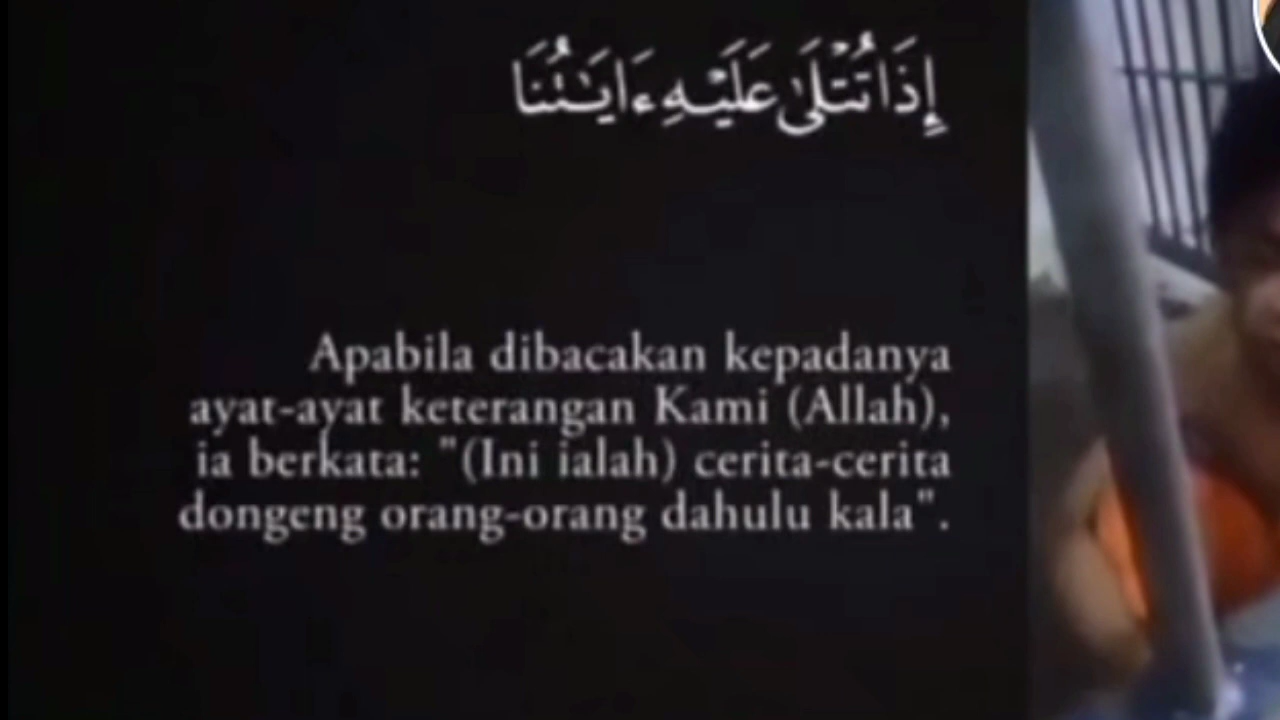 إِذَا تُتْلَىٰ عَلَيْهِ ءَايَـٰتُنَا
Apabila dibacakan kepadanya
ayat-ayat keterangan Kami (Allah),
ia berkata: "(Ini ialah) cerita-cerita
dongeng orang-orang dahulu kala".